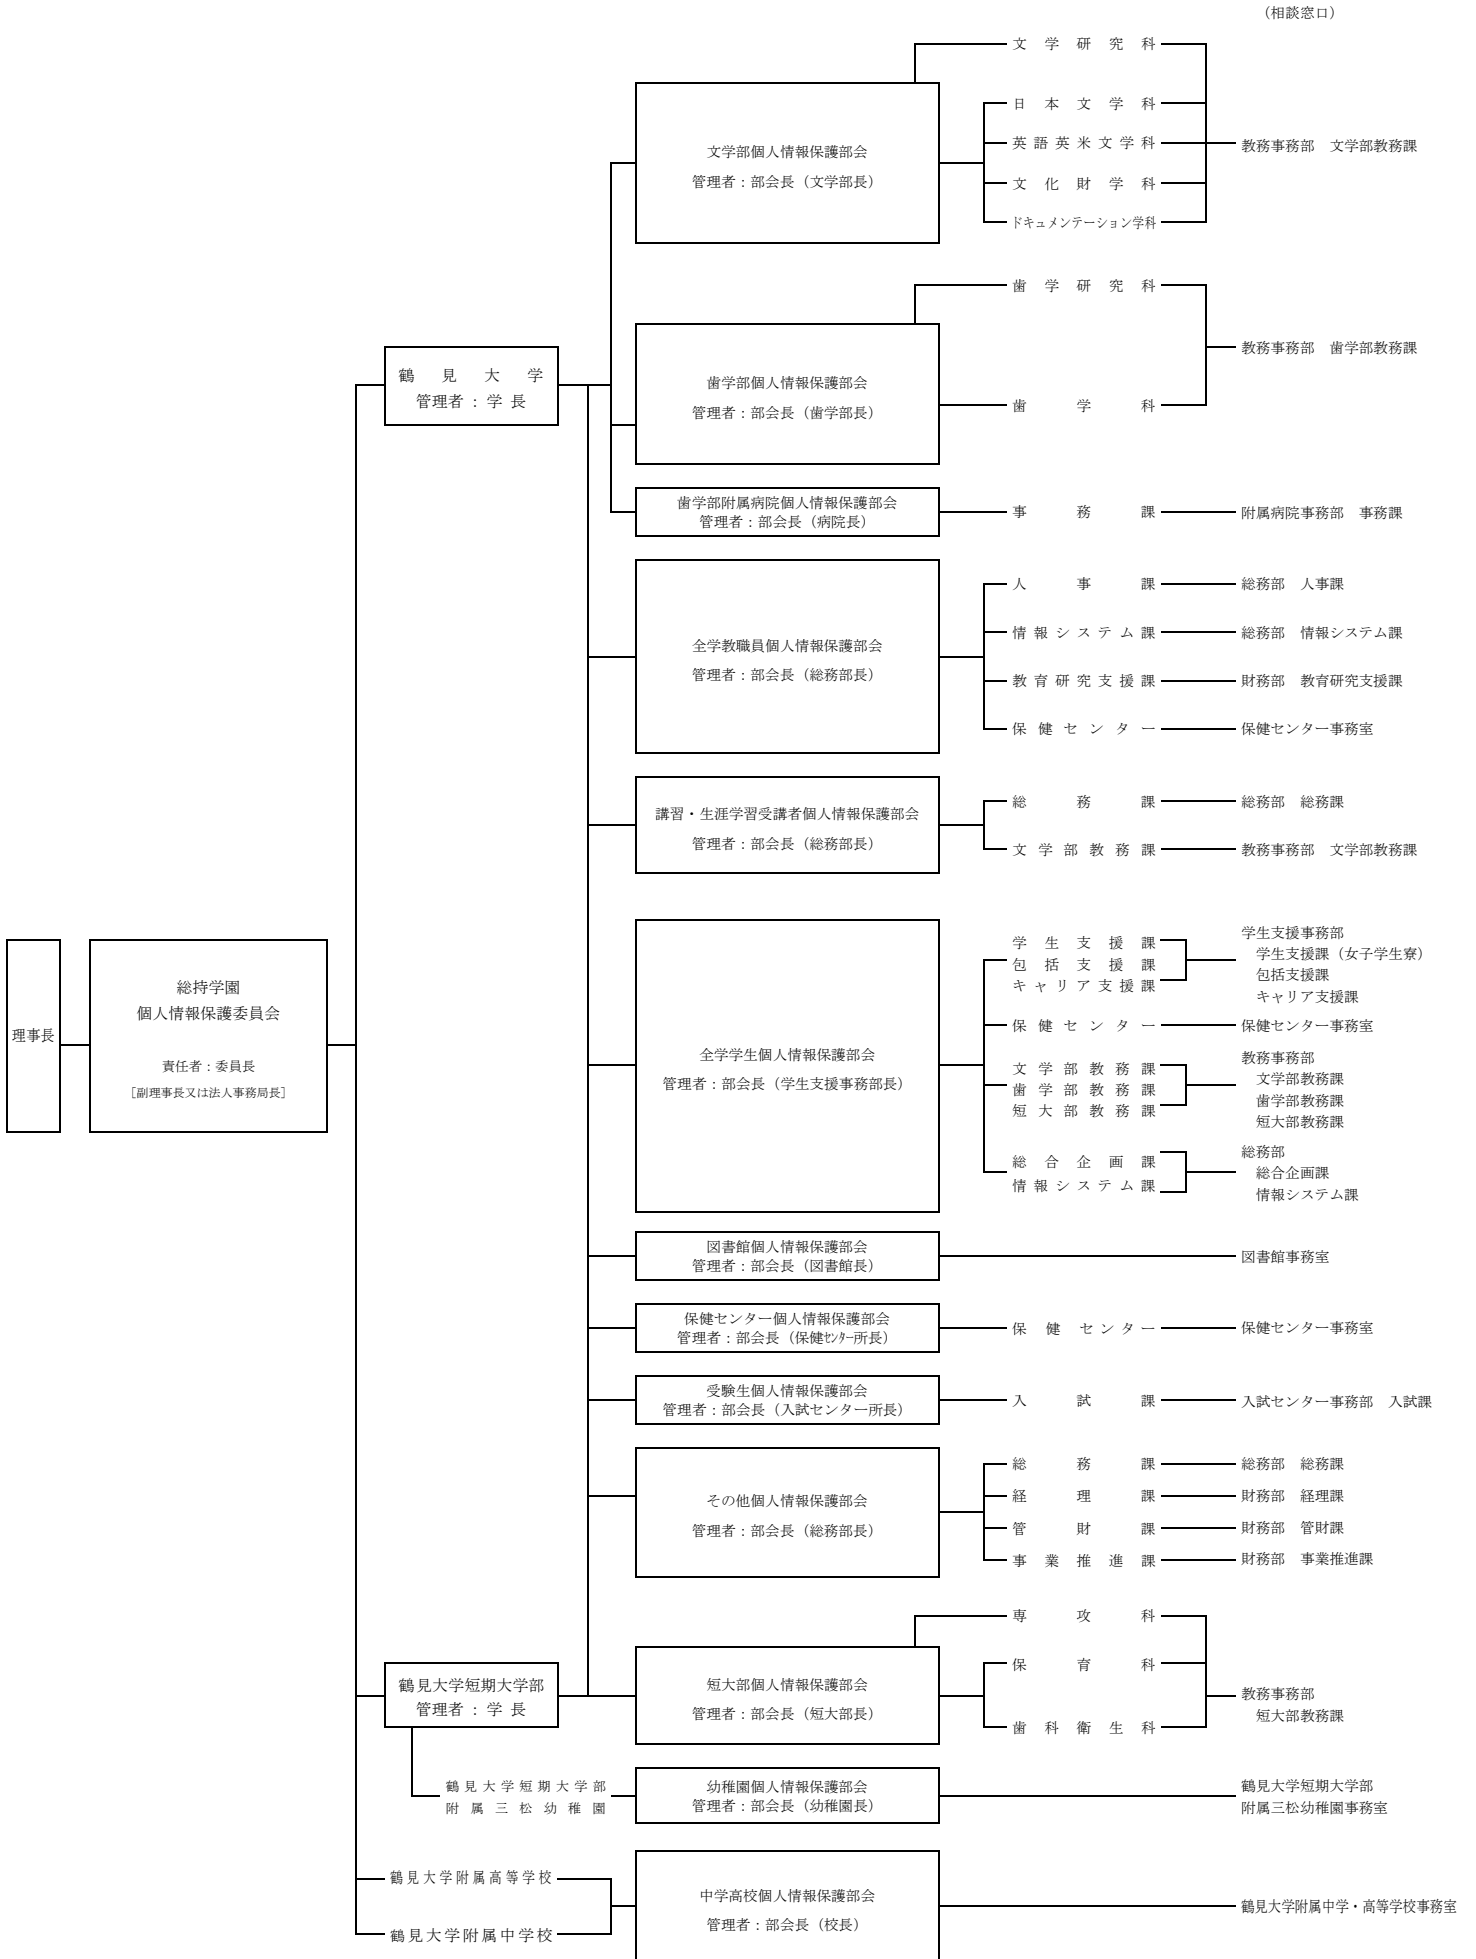 （相談窓口）
文学研究科
文学部個人情報保護部会
管理者：部会長（文学部長）
日本文学科
英語英米文学科
文化財学科
ドキュメンテーション学科
教務事務部　文学部教務課
歯学研究科
鶴見大学
管理者：学長
歯学部個人情報保護部会
管理者：部会長（歯学部長）
歯学科
教務事務部　歯学部教務課
歯学部附属病院個人情報保護部会
管理者：部会長（病院長）
事務課
附属病院事務部　事務課
全学教職員個人情報保護部会
管理者：部会長（総務部長）
人事課
総務部　人事課
情報システム課
総務部　情報システム課
教育研究支援課
財務部　教育研究支援課
保健センター
保健センター事務室
講習・生涯学習受講者個人情報保護部会
管理者：部会長（総務部長）
総務課
総務部　総務課
文学部教務課
教務事務部　文学部教務課
理事長
総持学園
個人情報保護委員会
責任者：委員長
［副理事長又は法人事務局長］
全学学生個人情報保護部会
管理者：部会長（学生支援事務部長）
学生支援課
包括支援課
キャリア支援課
学生支援事務部
学生支援課（女子学生寮）
包括支援課
キャリア支援課
保健センター
保健センター事務室
文学部教務課
歯学部教務課
短大部教務課
教務事務部
文学部教務課
歯学部教務課
短大部教務課
総合企画課
情報システム課
総務部
総合企画課
情報システム課
図書館個人情報保護部会
管理者：部会長（図書館長）
図書館事務室
保健センター個人情報保護部会
管理者：部会長（保健ｾﾝﾀｰ所長）
保健センター
保健センター事務室
受験生個人情報保護部会
管理者：部会長（入試センター所長）
入試課
入試センター事務部　入試課
その他個人情報保護部会
管理者：部会長（総務部長）
総務課
総務部　総務課
経理課
財務部　経理課
管財課
財務部　管財課
事業推進課
財務部　事業推進課
鶴見大学短期大学部
管理者：学長
短大部個人情報保護部会
管理者：部会長（短大部長）
専攻科
保育科
歯科衛生科
教務事務部
短大部教務課
鶴見大学短期大学部
附属三松幼稚園
幼稚園個人情報保護部会
管理者：部会長（幼稚園長）
鶴見大学短期大学部
附属三松幼稚園事務室
鶴見大学附属高等学校
鶴見大学附属中学校
中学高校個人情報保護部会
管理者：部会長（校長）
鶴見大学附属中学・高等学校事務室